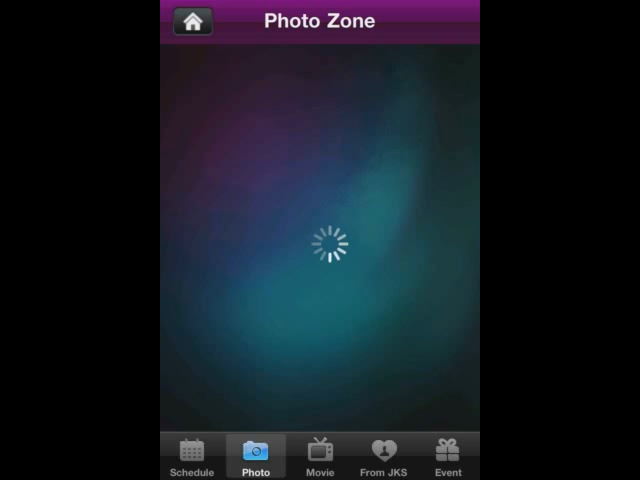 Photo Zone
Schedule
Photo
Movie
From JKS
Event